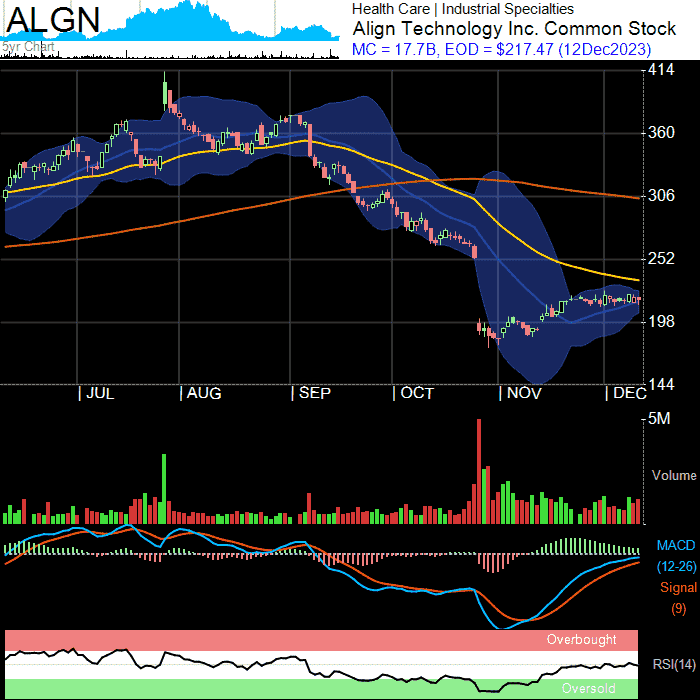 ALGN
5yr Chart
Health Care | Industrial Specialties
Align Technology Inc. Common Stock
MC = 17.7B, EOD = $217.47 (12Dec2023)
414
360
306
252
198
144
| JUL | AUG | SEP | OCT | NOV | DEC
5M
Volume
MACD
(12-26)
Signal
(9)
Overbought
RSI(14)
Oversold